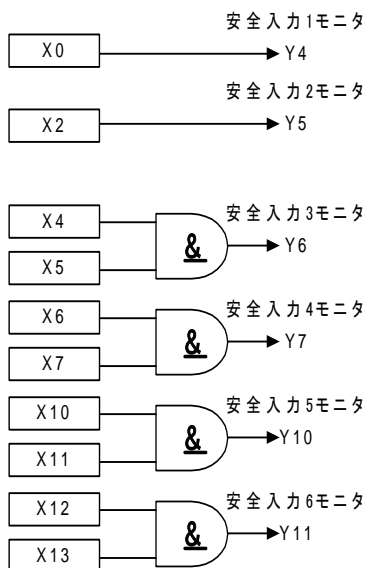 安全入力1モニタ
X0
Y4
安全入力2モニタ
X2
Y5
安全入力3モニタ
X4
&
Y6
X5
安全入力4モニタ
X6
&
Y7
X7
安全入力5モニタ
X10
&
Y10
X11
安全入力6モニタ
X12
&
Y11
X13